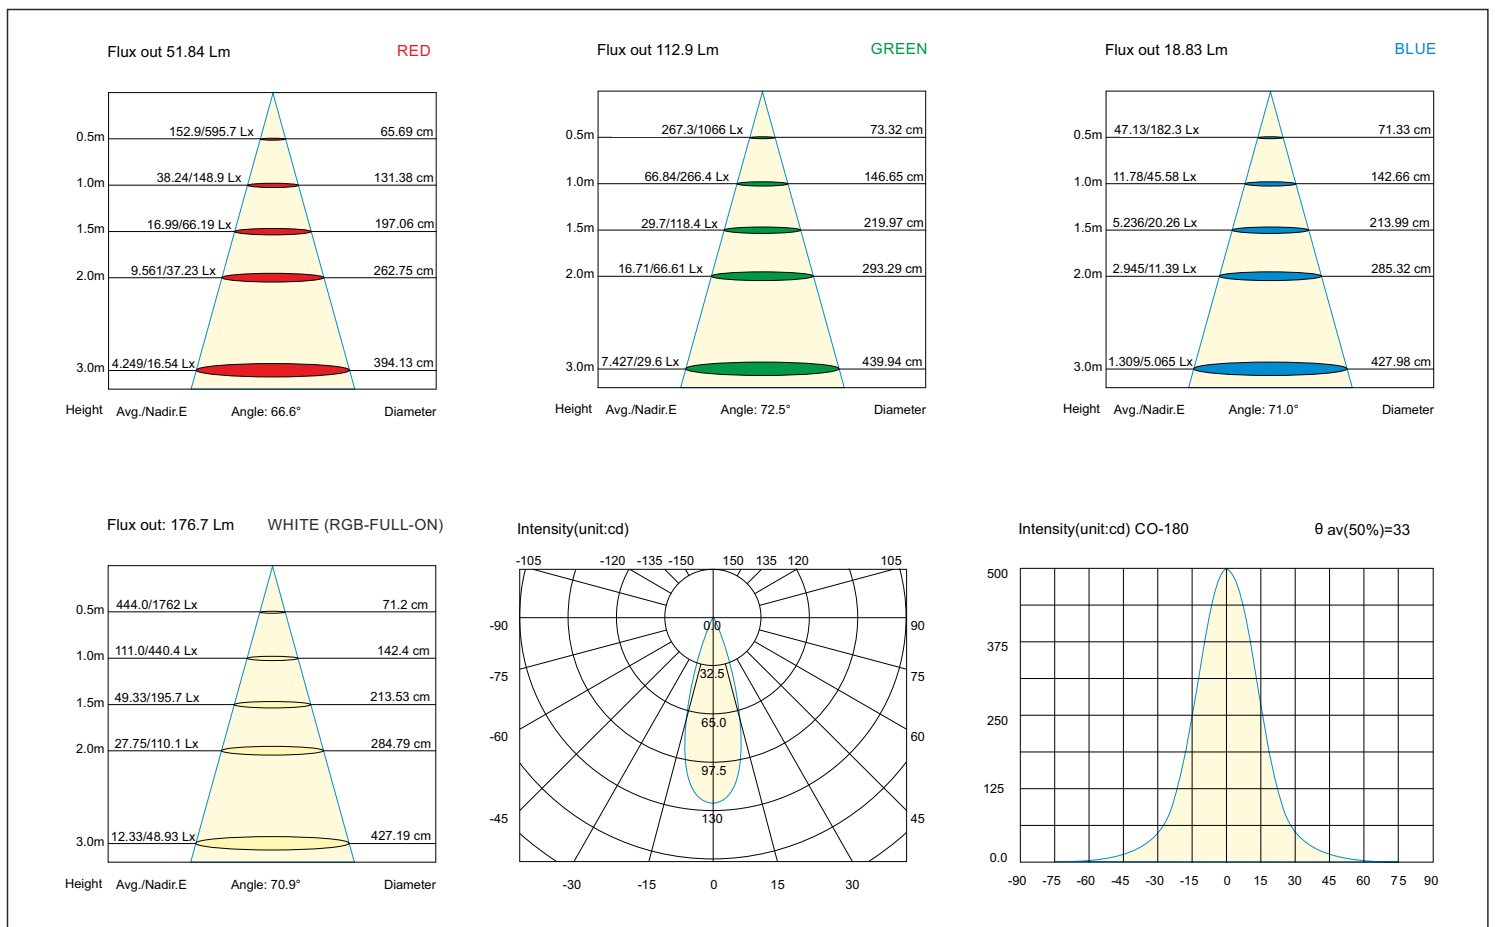 Flux out 51.84 Lm RED
0.5m 152.9/595.7 Lx 65.69 cm
1.0m 38.24/148.9 Lx 131.38 cm
1.5m 16.99/66.19 Lx 197.06 cm
2.0m 9.561/37.23 Lx 262.75 cm
3.0m 4.249/16.54 Lx 394.13 cm
Height Avg./Nadir.E Angle: 66.6° Diameter
Flux out 112.9 Lm GREEN
0.5m 267.3/1066 Lx 73.32 cm
1.0m 66.84/266.4 Lx 146.65 cm
1.5m 29.7/118.4 Lx 219.97 cm
2.0m 16.71/66.61 Lx 293.29 cm
3.0m 7.427/29.6 Lx 439.94 cm
Height Avg./Nadir.E Angle: 72.5° Diameter
Flux out 18.83 Lm BLUE
0.5m 47.13/182.3 Lx 71.33 cm
1.0m 11.78/45.58 Lx 142.66 cm
1.5m 5.236/20.26 Lx 213.99 cm
2.0m 2.945/11.39 Lx 285.32 cm
3.0m 1.309/5.065 Lx 427.98 cm
Height Avg./Nadir.E Angle: 71.0° Diameter
Flux out: 176.7 Lm WHITE (RGB-FULL-ON)
0.5m 444.0/1762 Lx 71.2 cm
1.0m 111.0/440.4 Lx 142.4 cm
1.5m 49.33/195.7 Lx 213.53 cm
2.0m 27.75/110.1 Lx 284.79 cm
3.0m 12.33/48.93 Lx 427.19 cm
Height Avg./Nadir.E Angle: 70.9° Diameter
Intensity(unit:cd)
-105 -120 -135 -150 150 135 120 105
-90 0.0 90
-75 32.5 75
-60 65.0 60
97.5
-45 130 45
-30 -15 0 15 30
Intensity(unit:cd) CO-180 θ av(50%)=33
500
375
250
125
0.0
-90 -75 -60 -45 -30 -15 0 15 30 45 60 75 90